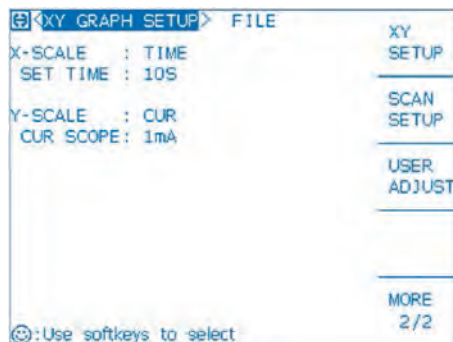 <XY GRAPH SETUP> FILE
X-SCALE : TIME
SET TIME : 10S
Y-SCALE : CUR
CUR SCOPE: 1mA
:Use softkeys to select
XY
SETUP
SCAN
SETUP
USER
ADJUST
MORE
2/2